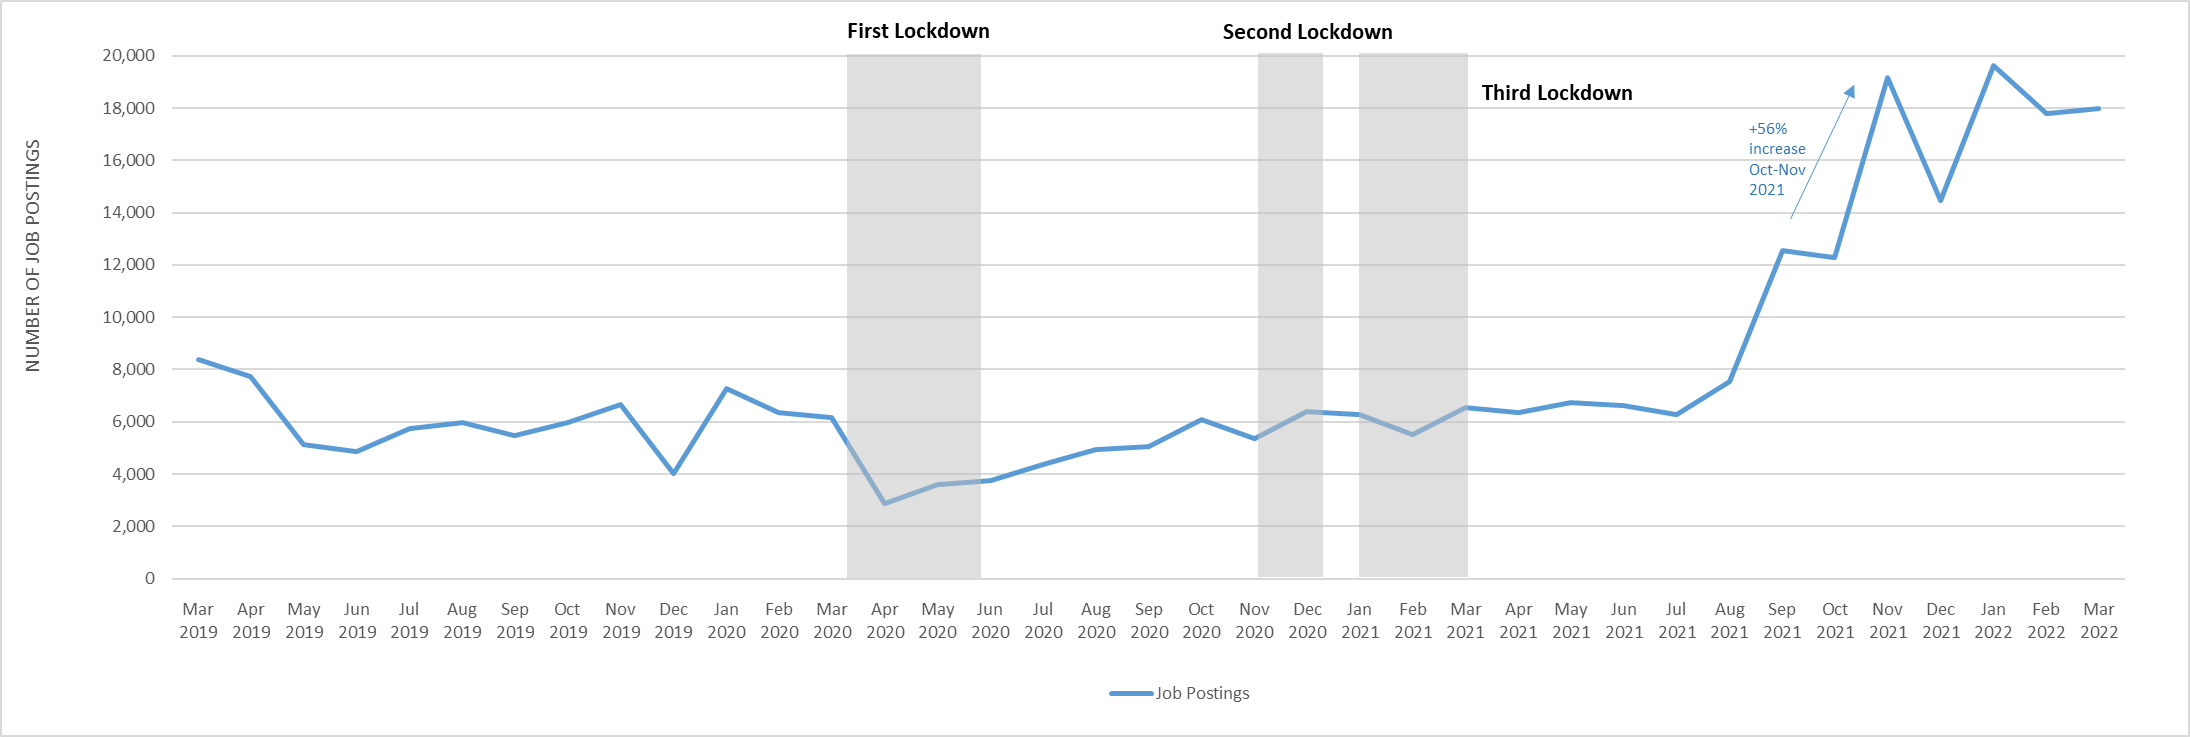 First Lockdown
Second Lockdown
Third Lockdown
+56%
increase
Oct-Nov
2021
NUMBER OF JOB POSTINGS
20,000
18,000
16,000
14,000
12,000
10,000
8,000
6,000
4,000
2,000
0
Mar 2019
Apr 2019
May 2019
Jun 2019
Jul 2019
Aug 2019
Sep 2019
Oct 2019
Nov 2019
Dec 2019
Jan 2020
Feb 2020
Mar 2020
Apr 2020
May 2020
Jun 2020
Jul 2020
Aug 2020
Sep 2020
Oct 2020
Nov 2020
Dec 2020
Jan 2021
Feb 2021
Mar 2021
Apr 2021
May 2021
Jun 2021
Jul 2021
Aug 2021
Sep 2021
Oct 2021
Nov 2021
Dec 2021
Jan 2022
Feb 2022
Mar 2022
Job Postings